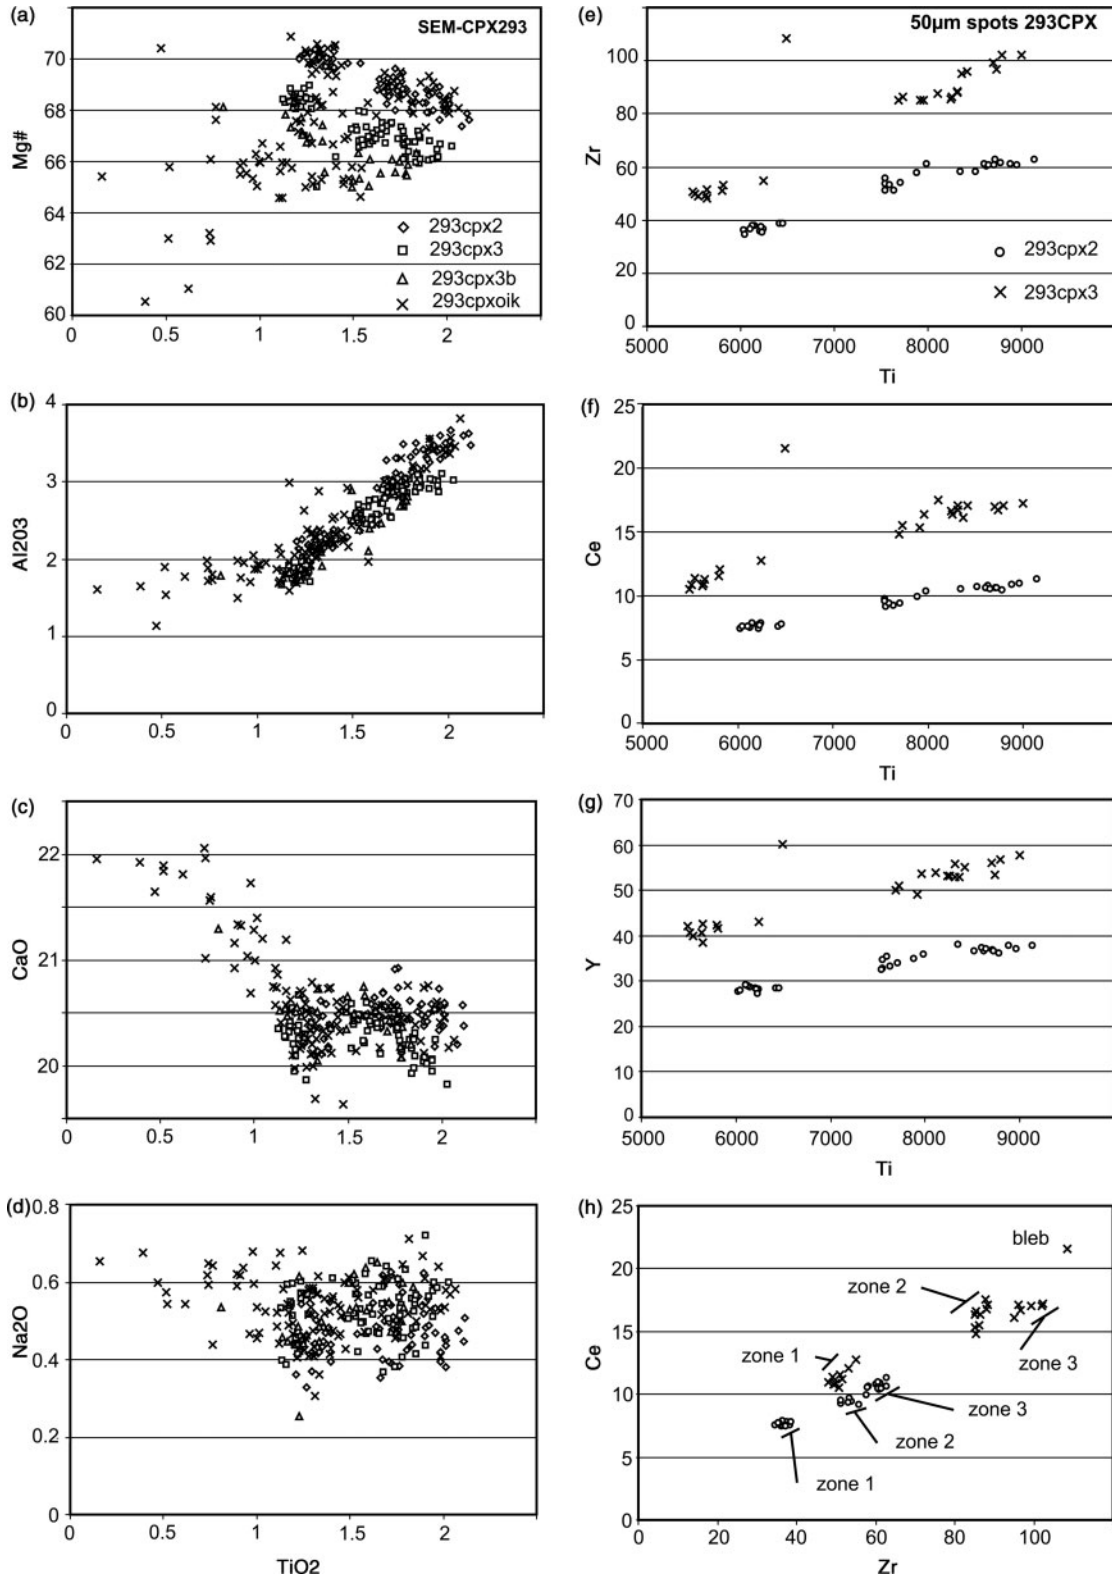 (a)
SEM-CPX293
70
68
66
64
62
60
Mg#
293cpx2
293cpx3
293cpx3b
293cpxoik
0
0.5
1
1.5
2
(b)
4
3
2
1
0
Al203
0
0.5
1
1.5
2
(c)
22
21
20
CaO
0
0.5
1
1.5
2
(d)
0.8
0.6
0.4
0.2
0
Na2O
0
0.5
1
1.5
2
TiO2
(e)
50µm spots 293CPX
100
80
60
40
20
0
Zr
293cpx2
293cpx3
5000
6000
7000
8000
9000
Ti
(f)
25
20
15
10
5
0
Ce
5000
6000
7000
8000
9000
Ti
(g)
70
60
50
40
30
20
10
0
Y
5000
6000
7000
8000
9000
Ti
(h)
25
20
15
10
5
0
Ce
bleb
zone 2
zone 1
zone 3
zone 3
zone 2
zone 1
0
20
40
60
80
100
Zr